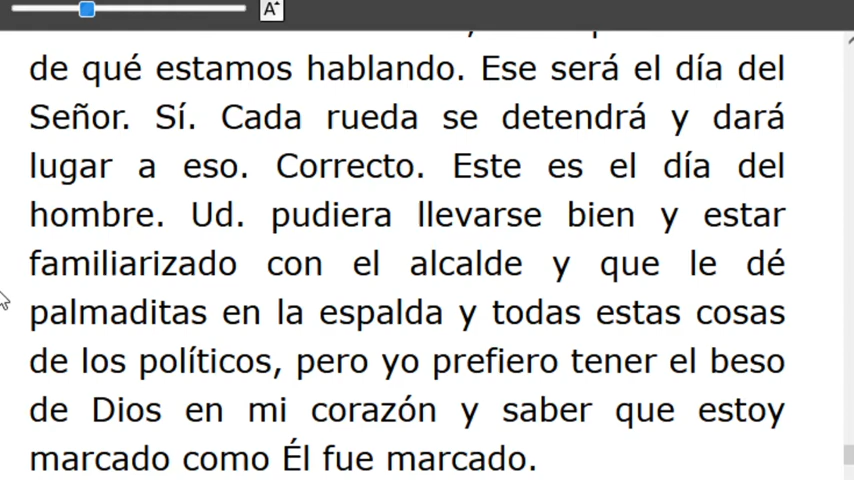 A
de qué estamos hablando. Ese será el día del
Señor. Sí. Cada rueda se detendrá y dará
lugar a eso. Correcto. Este es el día del
hombre. Ud. pudiera llevarse bien y estar
familiarizado con el alcalde y que le dé
palmaditas en la espalda y todas estas cosas
de los políticos, pero yo prefiero tener el beso
de Dios en mi corazón y saber que estoy
marcado como Él fue marcado.